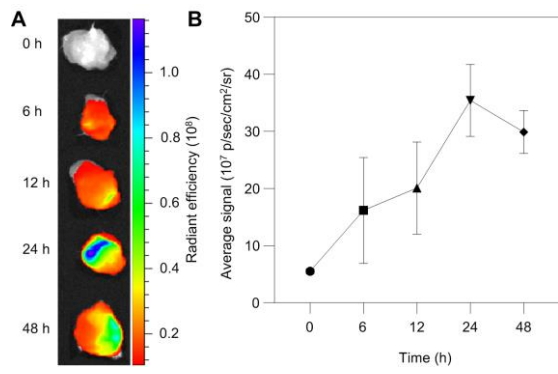 A
0 h
6 h
12 h
24 h
48 h
1.0
0.8
0.6
0.4
0.2
Radiant efficiency (10⁸)
B
Average signal (10⁷ p/sec/cm²/sr)
50
40
30
20
10
0
0 6 12 24 48
Time (h)